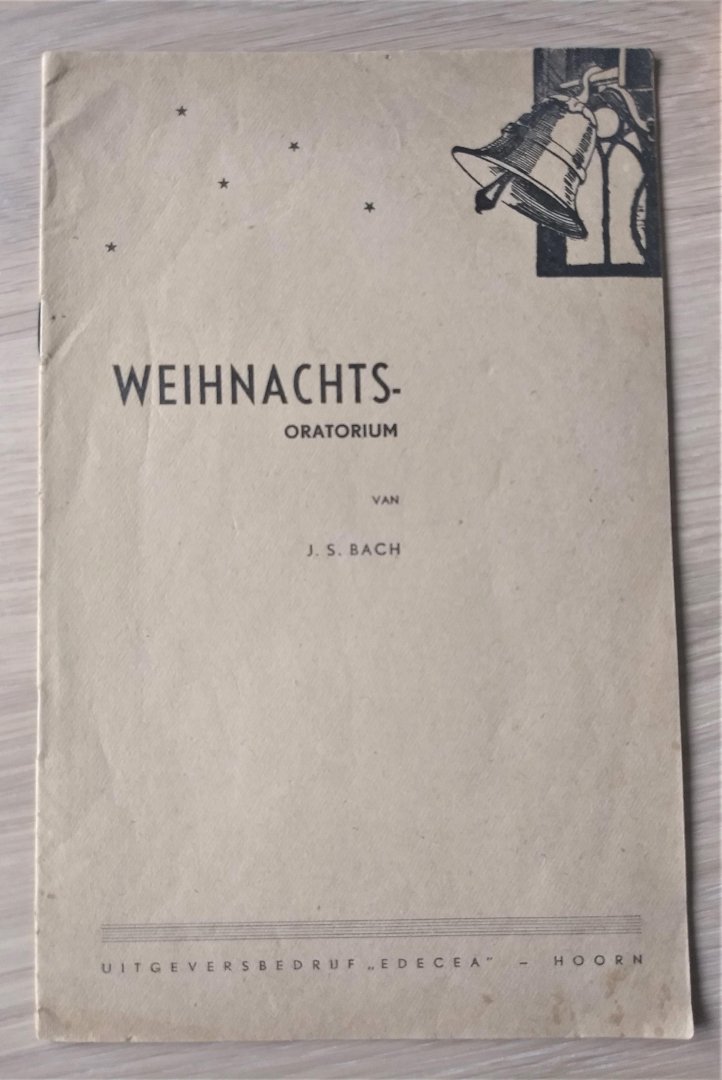 WEIHNACHTS-
ORATORIUM
VAN
J. S. BACH
UITGEVERSBEDRIJF „EDECEA” – HOORN